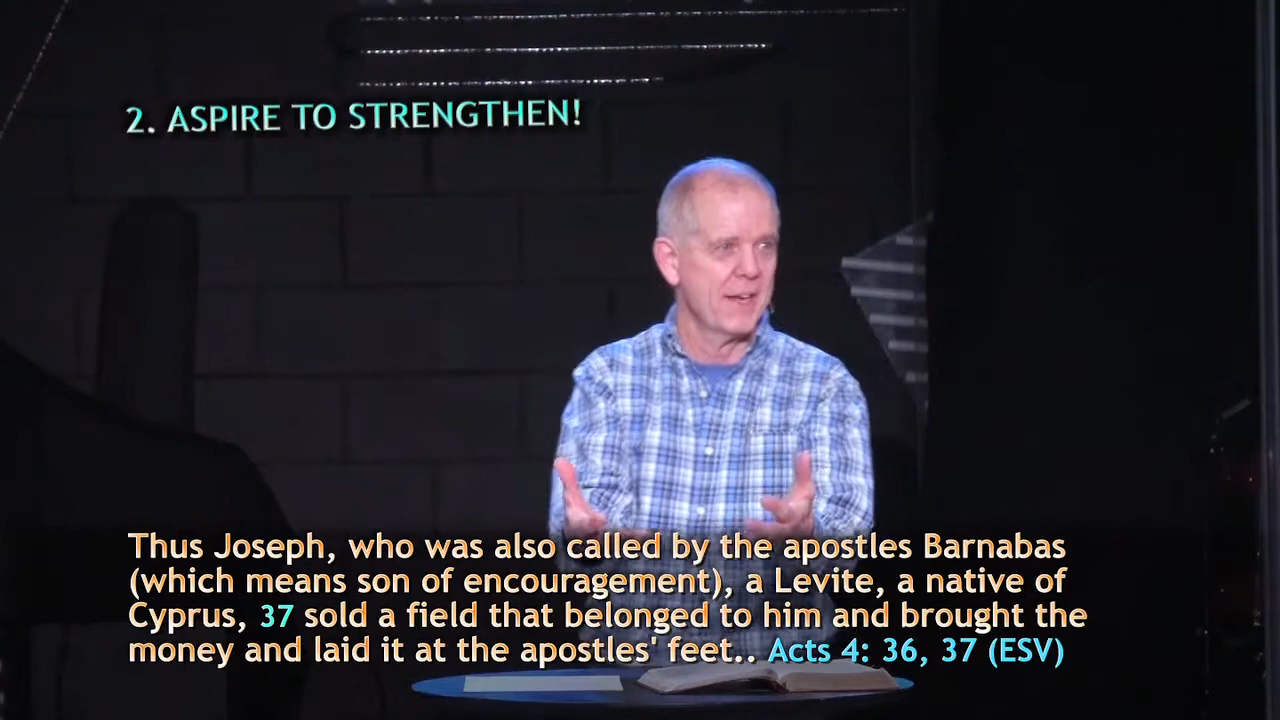 2. ASPIRE TO STRENGTHEN!
Thus Joseph, who was also called by the apostles Barnabas
(which means son of encouragement), a Levite, a native of
Cyprus, 37 sold a field that belonged to him and brought the
money and laid it at the apostles' feet.. Acts 4: 36, 37 (ESV)